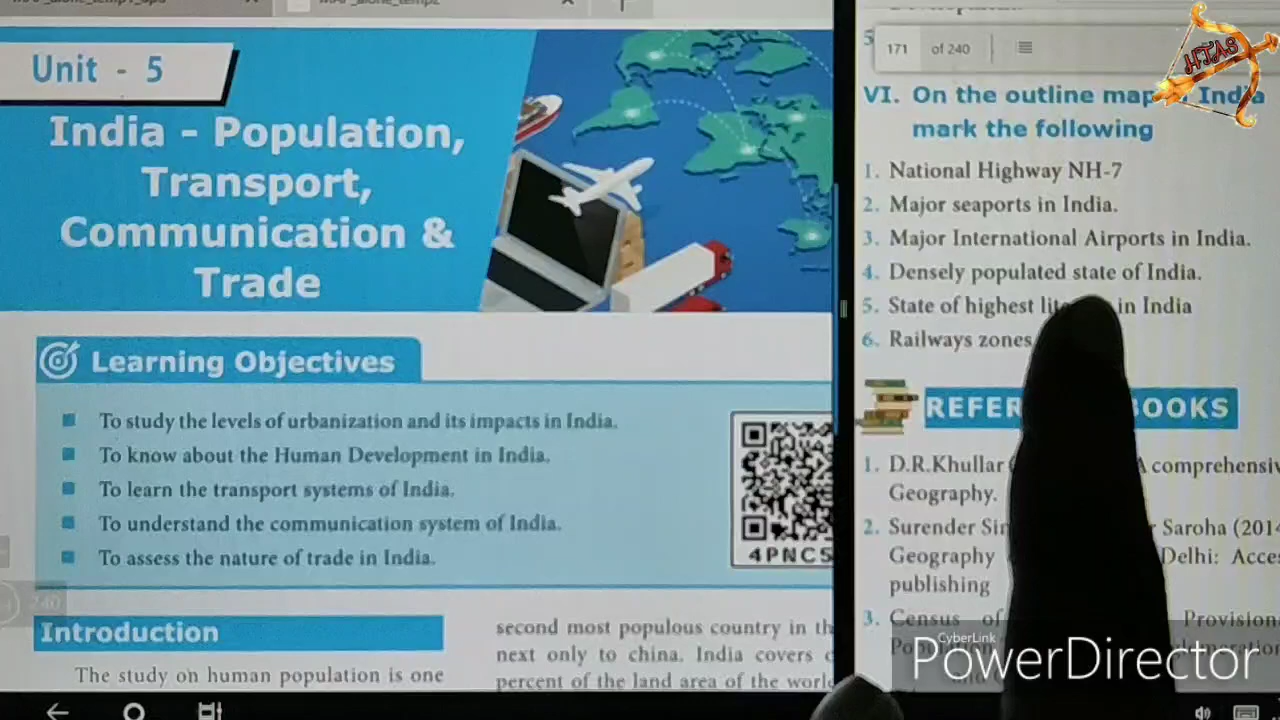 Unit - 5
India - Population,
Transport,
Communication &
Trade
Learning Objectives
To study the levels of urbanization and its impacts in India.
To know about the Human Development in India.
To learn the transport systems of India.
To understand the communication system of India.
To assess the nature of trade in India.
4PNC5
240
Introduction
The study on human population is one
second most populous country in th
next only to china. India covers
percent of the land area of the world
5
171 of 240
HTAS
VI. On the outline map India
mark the following
1. National Highway NH-7
2. Major seaports in India.
3. Major International Airports in India.
4. Densely populated state of India.
5. State of highest in India
6. Railways zones
BOOKS
1. D.R.Khullar A comprehensiv
Geography.
2. Surender Saroha (2014
Geography Delhi: Acces
publishing
3. Census of Provision
CyberLink
PowerDirector